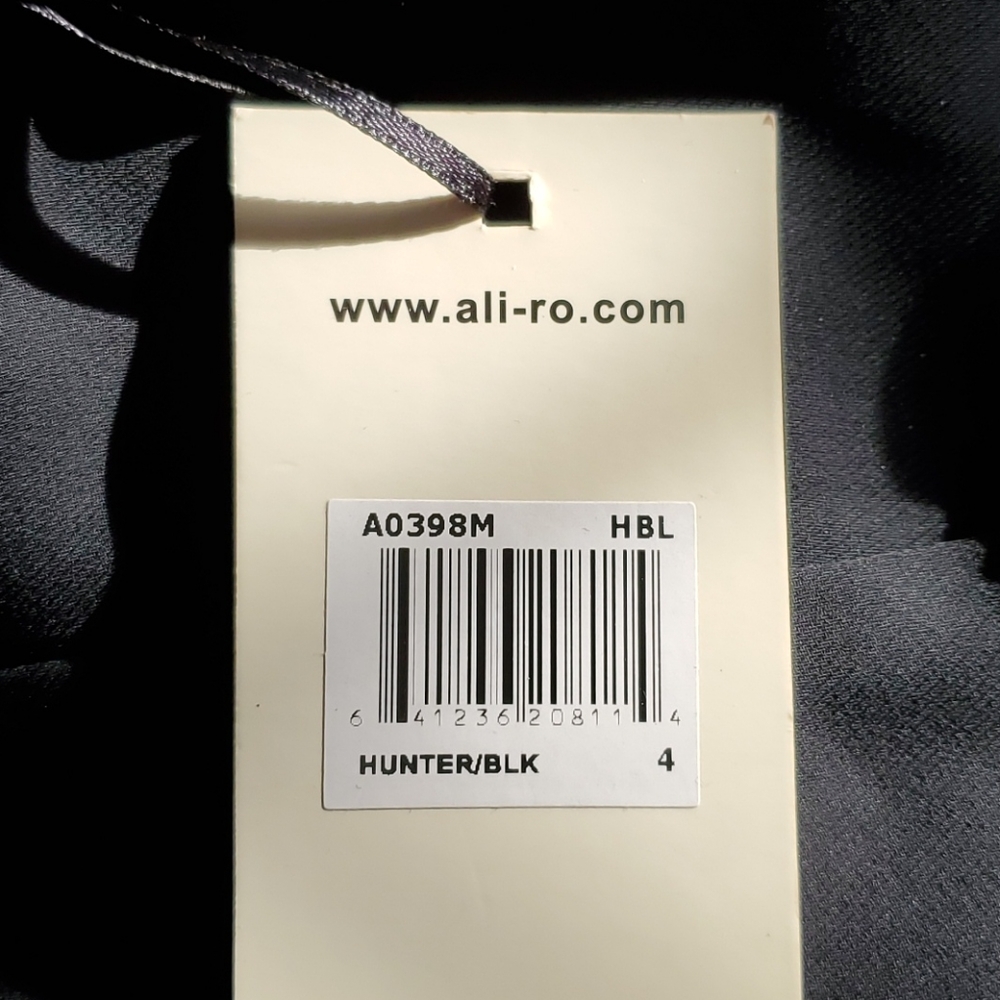 www.ali-ro.com
A0398M HBL
6 41236 20811 4
HUNTER/BLK 4